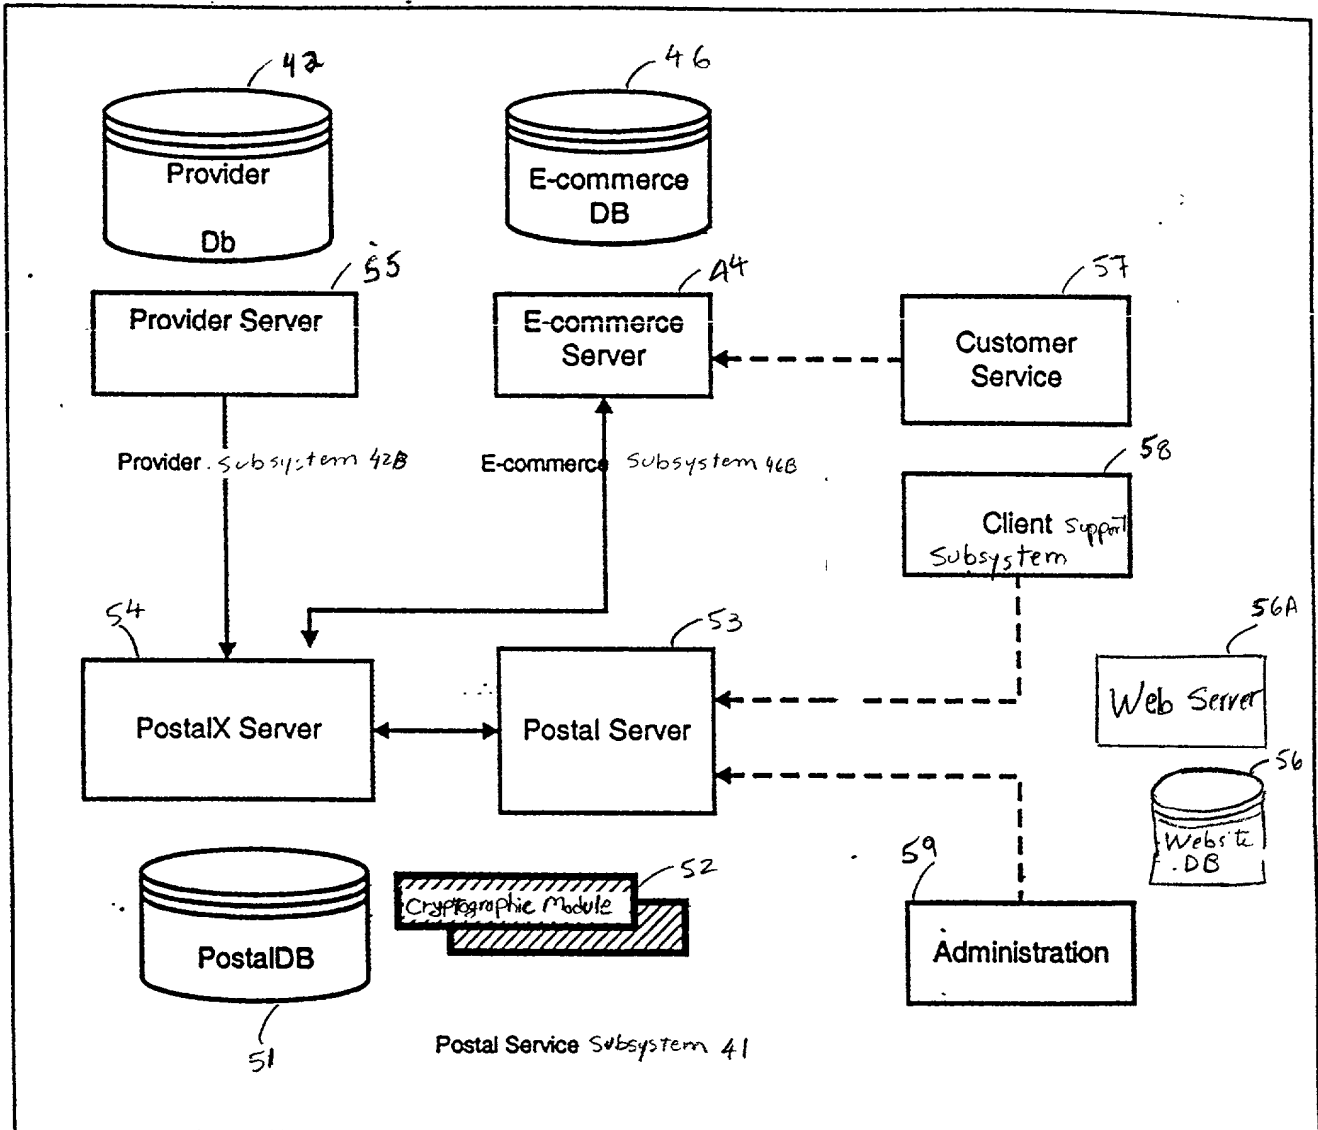 42
46
Provider
Db
E-commerce
DB
55
A4
57
Provider Server
E-commerce
Server
Customer
Service
Provider Subsystem 42B
E-commerce Subsystem 46B
58
Client Support
Subsystem
54
53
56A
PostalX Server
Postal Server
Web Server
56
Website
DB
52
59
Cryptographic Module
PostalDB
Administration
51
Postal Service Subsystem 41